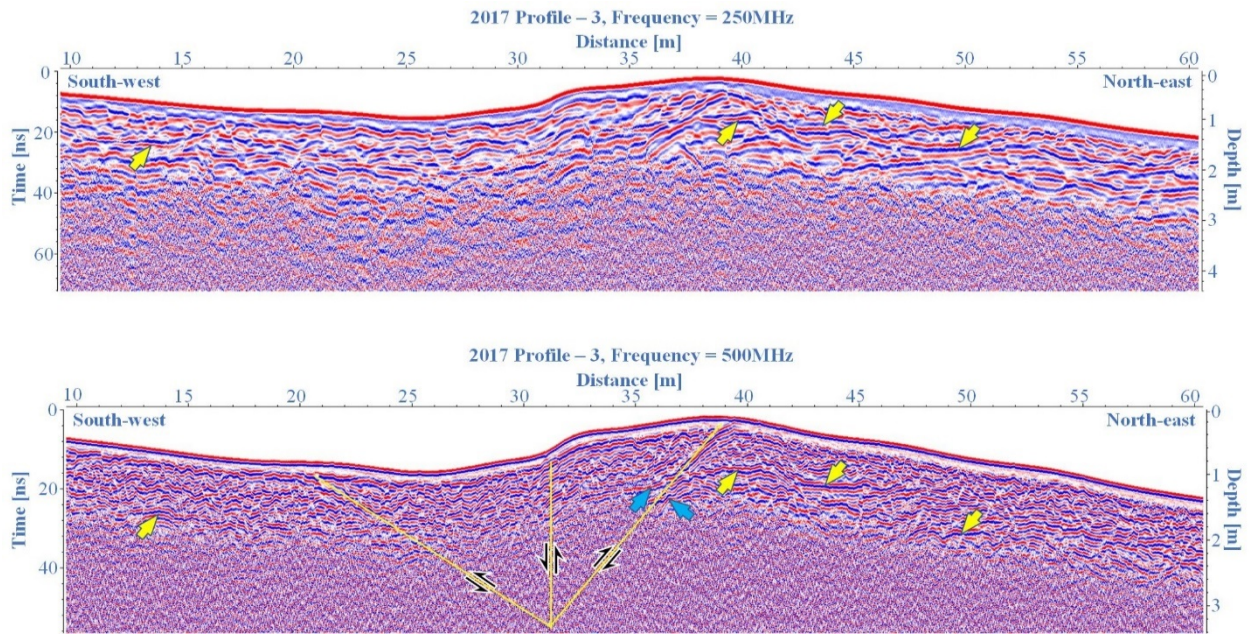 2017 Profile – 3, Frequency = 250MHz
Distance [m]
10 15 20 25 30 35 40 45 50 55 60
South-west North-east
Time [ns]
0
20
40
60
Depth [m]
0
1
2
3
4
2017 Profile – 3, Frequency = 500MHz
Distance [m]
10 15 20 25 30 35 40 45 50 55 60
South-west North-east
Time [ns]
0
20
40
Depth [m]
0
1
2
3